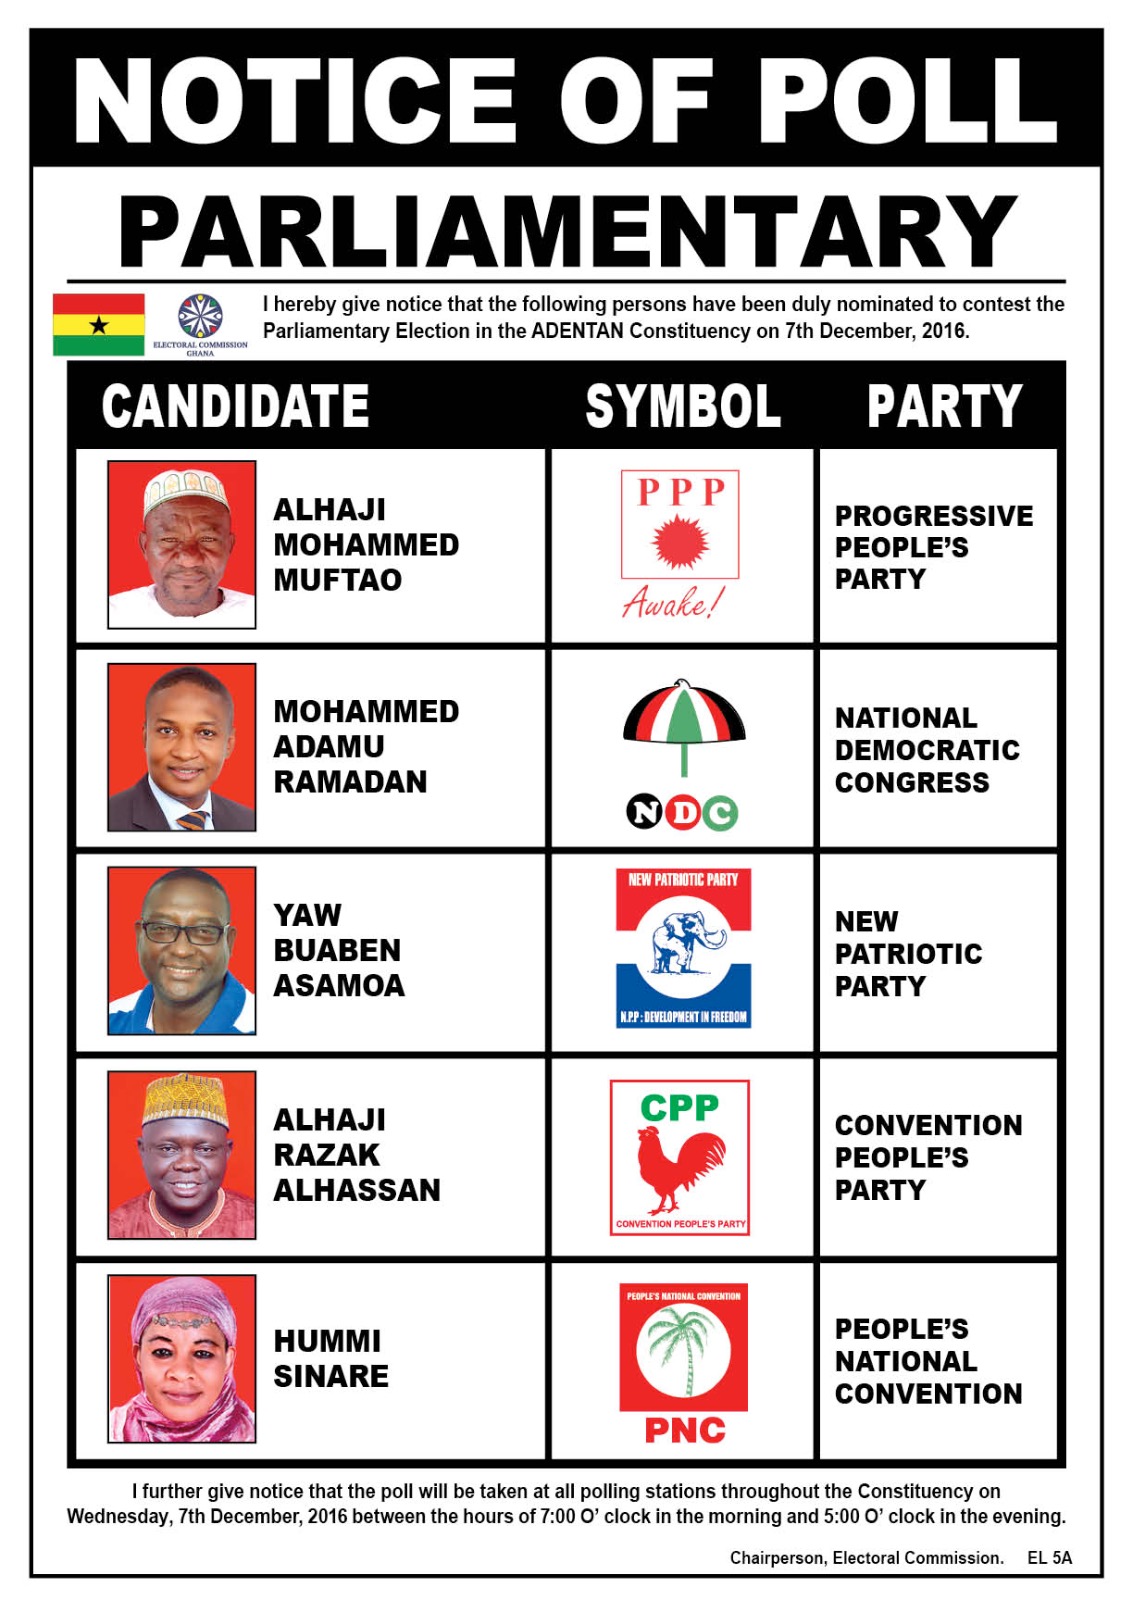 NOTICE OF POLL
PARLIAMENTARY
I hereby give notice that the following persons have been duly nominated to contest the
Parliamentary Election in the ADENTAN Constituency on 7th December, 2016.
ELECTORAL COMMISSION
GHANA
CANDIDATE SYMBOL PARTY
ALHAJI
MOHAMMED
MUFTAO
PPP
Awake!
PROGRESSIVE
PEOPLE'S
PARTY
MOHAMMED
ADAMU
RAMADAN
NDC
NATIONAL
DEMOCRATIC
CONGRESS
YAW
BUABEN
ASAMOA
NEW PATRIOTIC PARTY
N.P.P : DEVELOPMENT IN FREEDOM
NEW
PATRIOTIC
PARTY
ALHAJI
RAZAK
ALHASSAN
CPP
CONVENTION PEOPLE'S PARTY
CONVENTION
PEOPLE'S
PARTY
HUMMI
SINARE
PEOPLE'S NATIONAL CONVENTION
PNC
PEOPLE'S
NATIONAL
CONVENTION
I further give notice that the poll will be taken at all polling stations throughout the Constituency on
Wednesday, 7th December, 2016 between the hours of 7:00 O' clock in the morning and 5:00 O' clock in the evening.
Chairperson, Electoral Commission. EL 5A